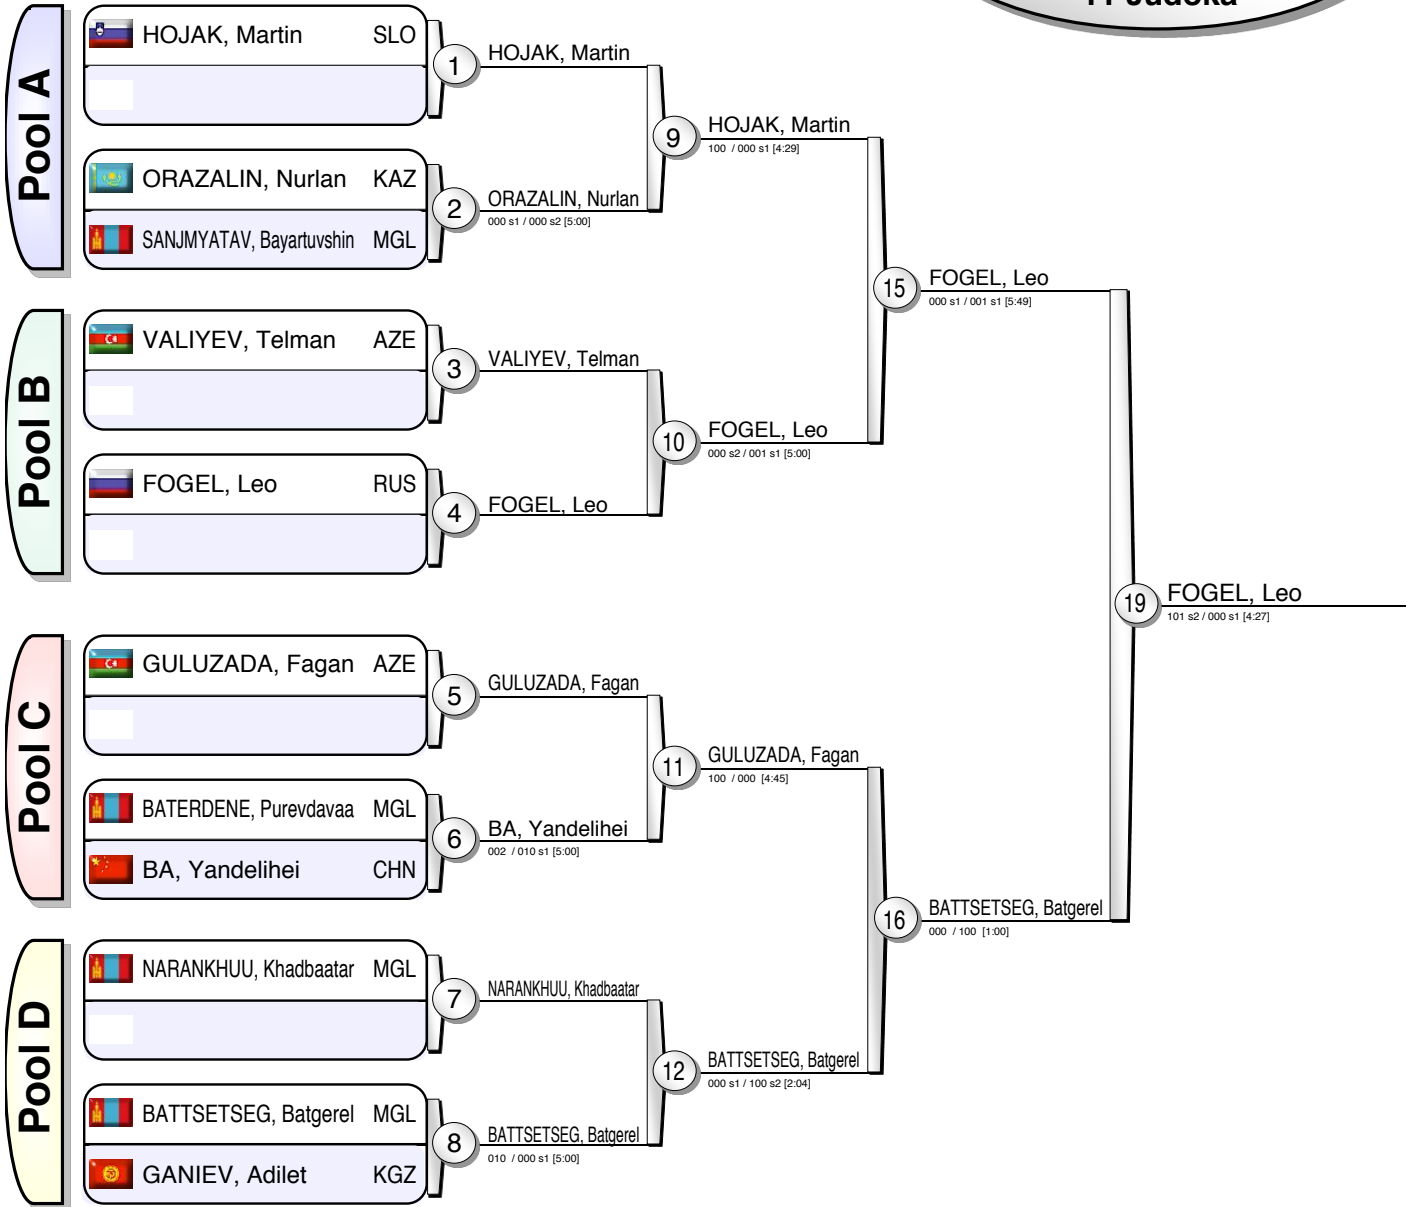 11 Judoka
Pool A
HOJAK, Martin SLO
ORAZALIN, Nurlan KAZ
SANJMYATAV, Bayartuvshin MGL
1
HOJAK, Martin
2
ORAZALIN, Nurlan
000 s1 / 000 s2 [5:00]
9
HOJAK, Martin
100 / 000 s1 [4:29]
Pool B
VALIYEV, Telman AZE
FOGEL, Leo RUS
3
VALIYEV, Telman
4
FOGEL, Leo
10
FOGEL, Leo
000 s2 / 001 s1 [5:00]
15
FOGEL, Leo
000 s1 / 001 s1 [5:49]
Pool C
GULUZADA, Fagan AZE
BATERDENE, Purevdavaa MGL
BA, Yandelihei CHN
5
GULUZADA, Fagan
6
BA, Yandelihei
002 / 010 s1 [5:00]
11
GULUZADA, Fagan
100 / 000 [4:45]
Pool D
NARANKHUU, Khadbaatar MGL
BATTSETSEG, Batgerel MGL
GANIEV, Adilet KGZ
7
NARANKHUU, Khadbaatar
8
BATTSETSEG, Batgerel
010 / 000 s1 [5:00]
12
BATTSETSEG, Batgerel
000 s1 / 100 s2 [2:04]
16
BATTSETSEG, Batgerel
000 / 100 [1:00]
19
FOGEL, Leo
101 s2 / 000 s1 [4:27]